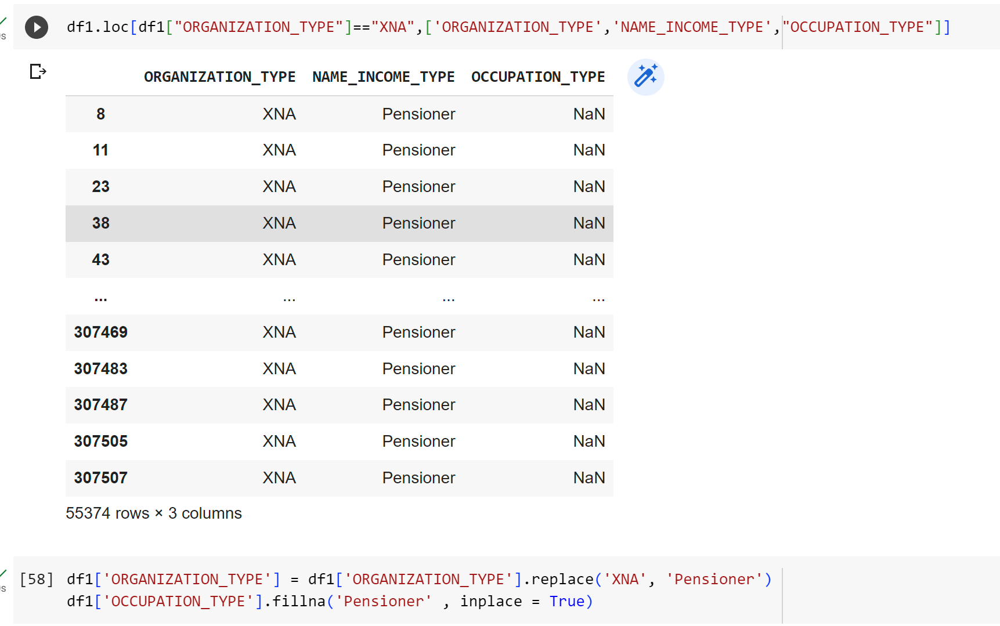 df1.loc[df1["ORGANIZATION_TYPE"]=="XNA",['ORGANIZATION_TYPE','NAME_INCOME_TYPE',"OCCUPATION_TYPE"]]
s
ORGANIZATION_TYPE NAME_INCOME_TYPE OCCUPATION_TYPE
8 XNA Pensioner NaN
11 XNA Pensioner NaN
23 XNA Pensioner NaN
38 XNA Pensioner NaN
43 XNA Pensioner NaN
... ... ... ...
307469 XNA Pensioner NaN
307483 XNA Pensioner NaN
307487 XNA Pensioner NaN
307505 XNA Pensioner NaN
307507 XNA Pensioner NaN
55374 rows × 3 columns
[58] df1['ORGANIZATION_TYPE'] = df1['ORGANIZATION_TYPE'].replace('XNA', 'Pensioner')
s
df1['OCCUPATION_TYPE'].fillna('Pensioner' , inplace = True)